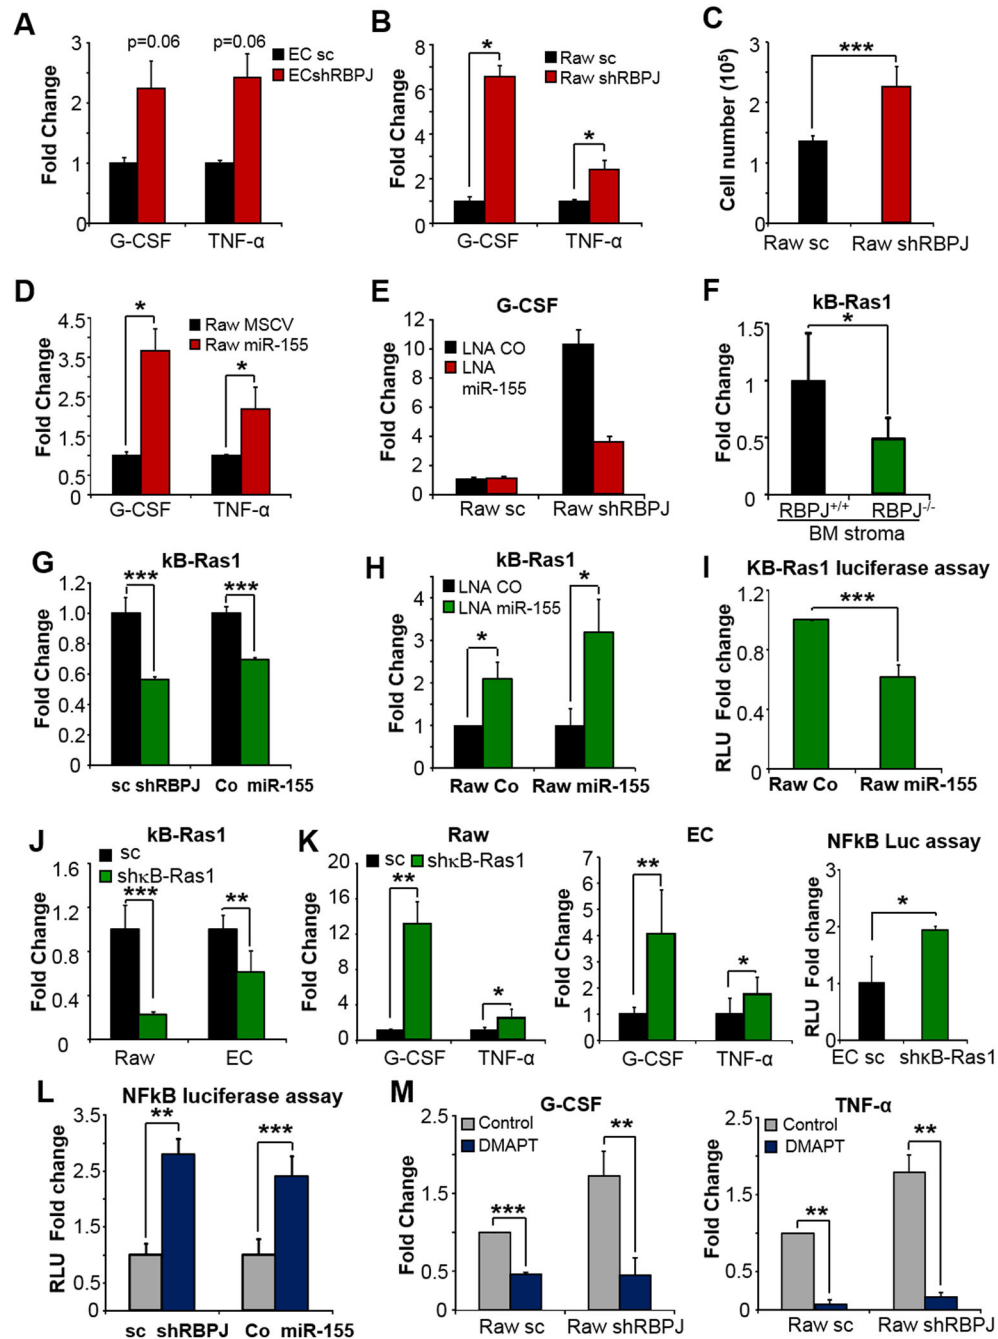 A
p=0.06 p=0.06
EC sc
ECshRBPJ
Fold Change
3
2
1
0
G-CSF TNF-α
B
Raw sc
Raw shRBPJ
Fold Change
8
6
4
2
0
* *
G-CSF TNF-α
C
Cell number (10⁵)
3
2
1
0
***
Raw sc Raw shRBPJ
D
Raw MSCV
Raw miR-155
Fold Change
4.5
3.5
2.5
1.5
0.5
0
* *
G-CSF TNF-α
E
G-CSF
LNA CO
LNA
miR-155
Fold Change
12
10
8
6
4
2
0
Raw sc Raw shRBPJ
F
kB-Ras1
Fold Change
1.5
1
0.5
0
*
RBPJ+/+ RBPJ-/-
BM stroma
G
kB-Ras1
Fold Change
1.2
1.0
0.8
0.6
0.4
0.2
0
*** ***
sc shRBPJ Co miR-155
H
kB-Ras1
LNA CO
LNA miR-155
Fold Change
4
3
2
1
0
* *
Raw Co Raw miR-155
I
KB-Ras1 luciferase assay
RLU Fold change
1.2
0.8
0.4
0
***
Raw Co Raw miR-155
J
kB-Ras1
sc
shκB-Ras1
Fold Change
1.6
1.2
0.8
0.4
0
*** **
Raw EC
K
Raw
sc shκB-Ras1
Fold Change
20
16
12
8
4
0
** *
G-CSF TNF-α
EC
Fold Change
7
6
5
4
3
2
1
0
** *
G-CSF TNF-α
NFkB Luc assay
RLU Fold change
3
2
1
0
*
EC sc shκB-Ras1
L
NFkB luciferase assay
RLU Fold change
3.5
2.5
1.5
0.5
0
** ***
sc shRBPJ Co miR-155
M
G-CSF
Control
DMAPT
Fold Change
2.5
1.5
0.5
0
*** **
Raw sc Raw shRBPJ
TNF-α
Control
DMAPT
Fold Change
2.5
1.5
0.5
0
** **
Raw sc Raw shRBPJ